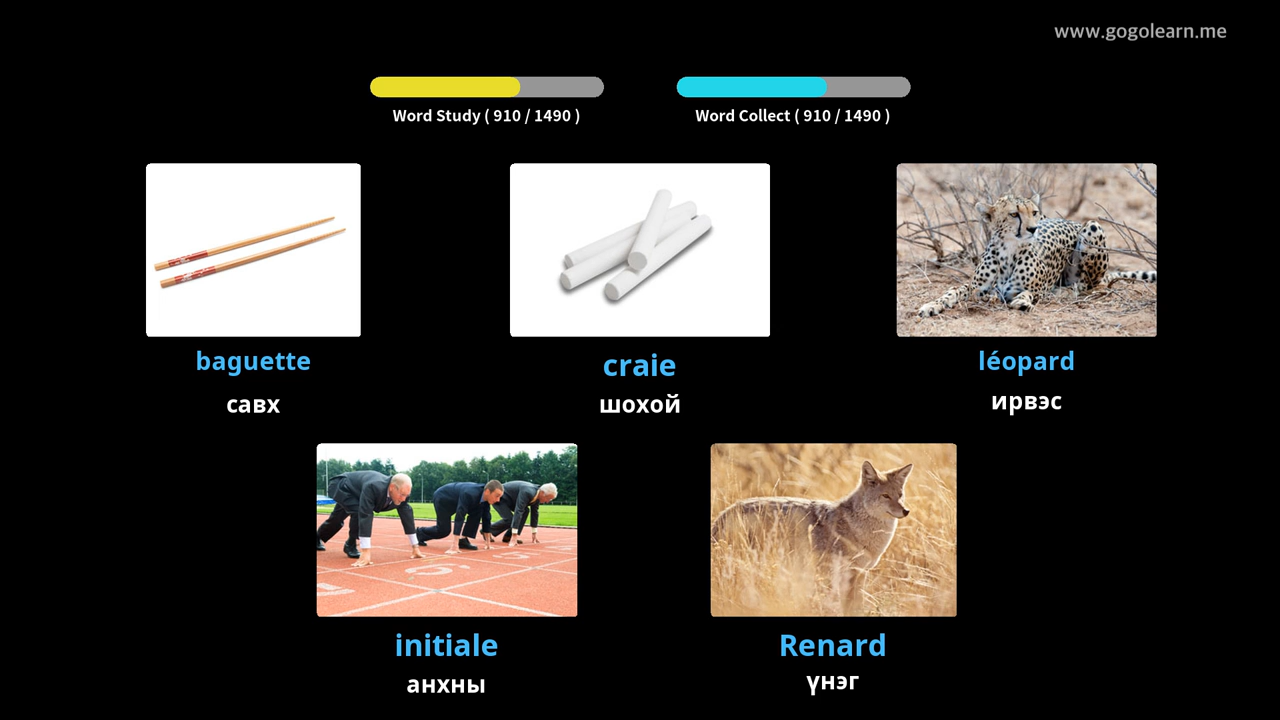 www.gogolearn.me
Word Study ( 910 / 1490 )
Word Collect ( 910 / 1490 )
baguette
савх
craie
шохой
léopard
ирвэс
initiale
анхны
Renard
үнэг